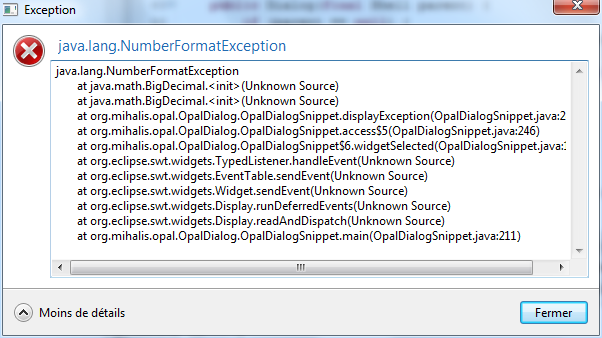 Exception
java.lang.NumberFormatException
java.lang.NumberFormatException
at java.math.BigDecimal.<init>(Unknown Source)
at java.math.BigDecimal.<init>(Unknown Source)
at org.mihalis.opal.OpalDialog.OpalDialogSnippet.displayException(OpalDialogSnippet.java:2
at org.mihalis.opal.OpalDialog.OpalDialogSnippet.access$5(OpalDialogSnippet.java:246)
at org.mihalis.opal.OpalDialog.OpalDialogSnippet$6.widgetSelected(OpalDialogSnippet.java:
at org.eclipse.swt.widgets.TypedListener.handleEvent(Unknown Source)
at org.eclipse.swt.widgets.EventTable.sendEvent(Unknown Source)
at org.eclipse.swt.widgets.Widget.sendEvent(Unknown Source)
at org.eclipse.swt.widgets.Display.runDeferredEvents(Unknown Source)
at org.eclipse.swt.widgets.Display.readAndDispatch(Unknown Source)
at org.mihalis.opal.OpalDialog.OpalDialogSnippet.main(OpalDialogSnippet.java:211)
Moins de détails
Fermer